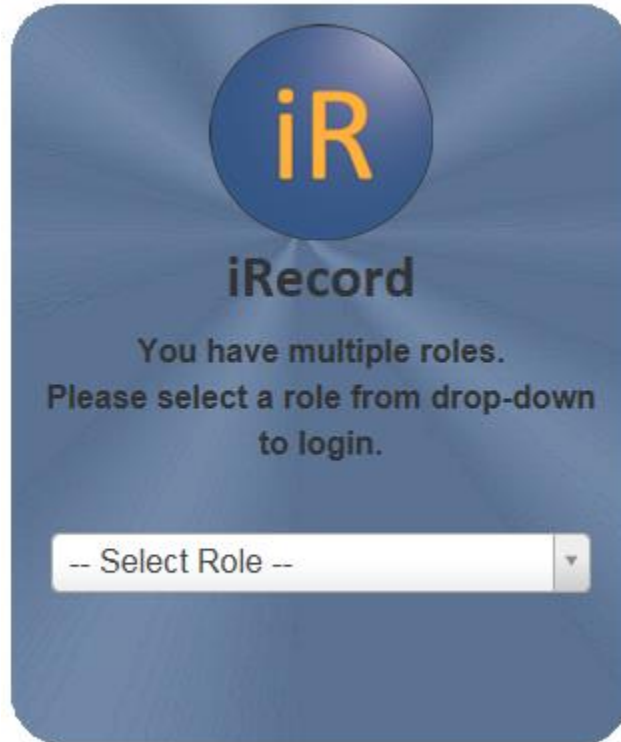 iR
iRecord
You have multiple roles.
Please select a role from drop-down
to login.
-- Select Role --